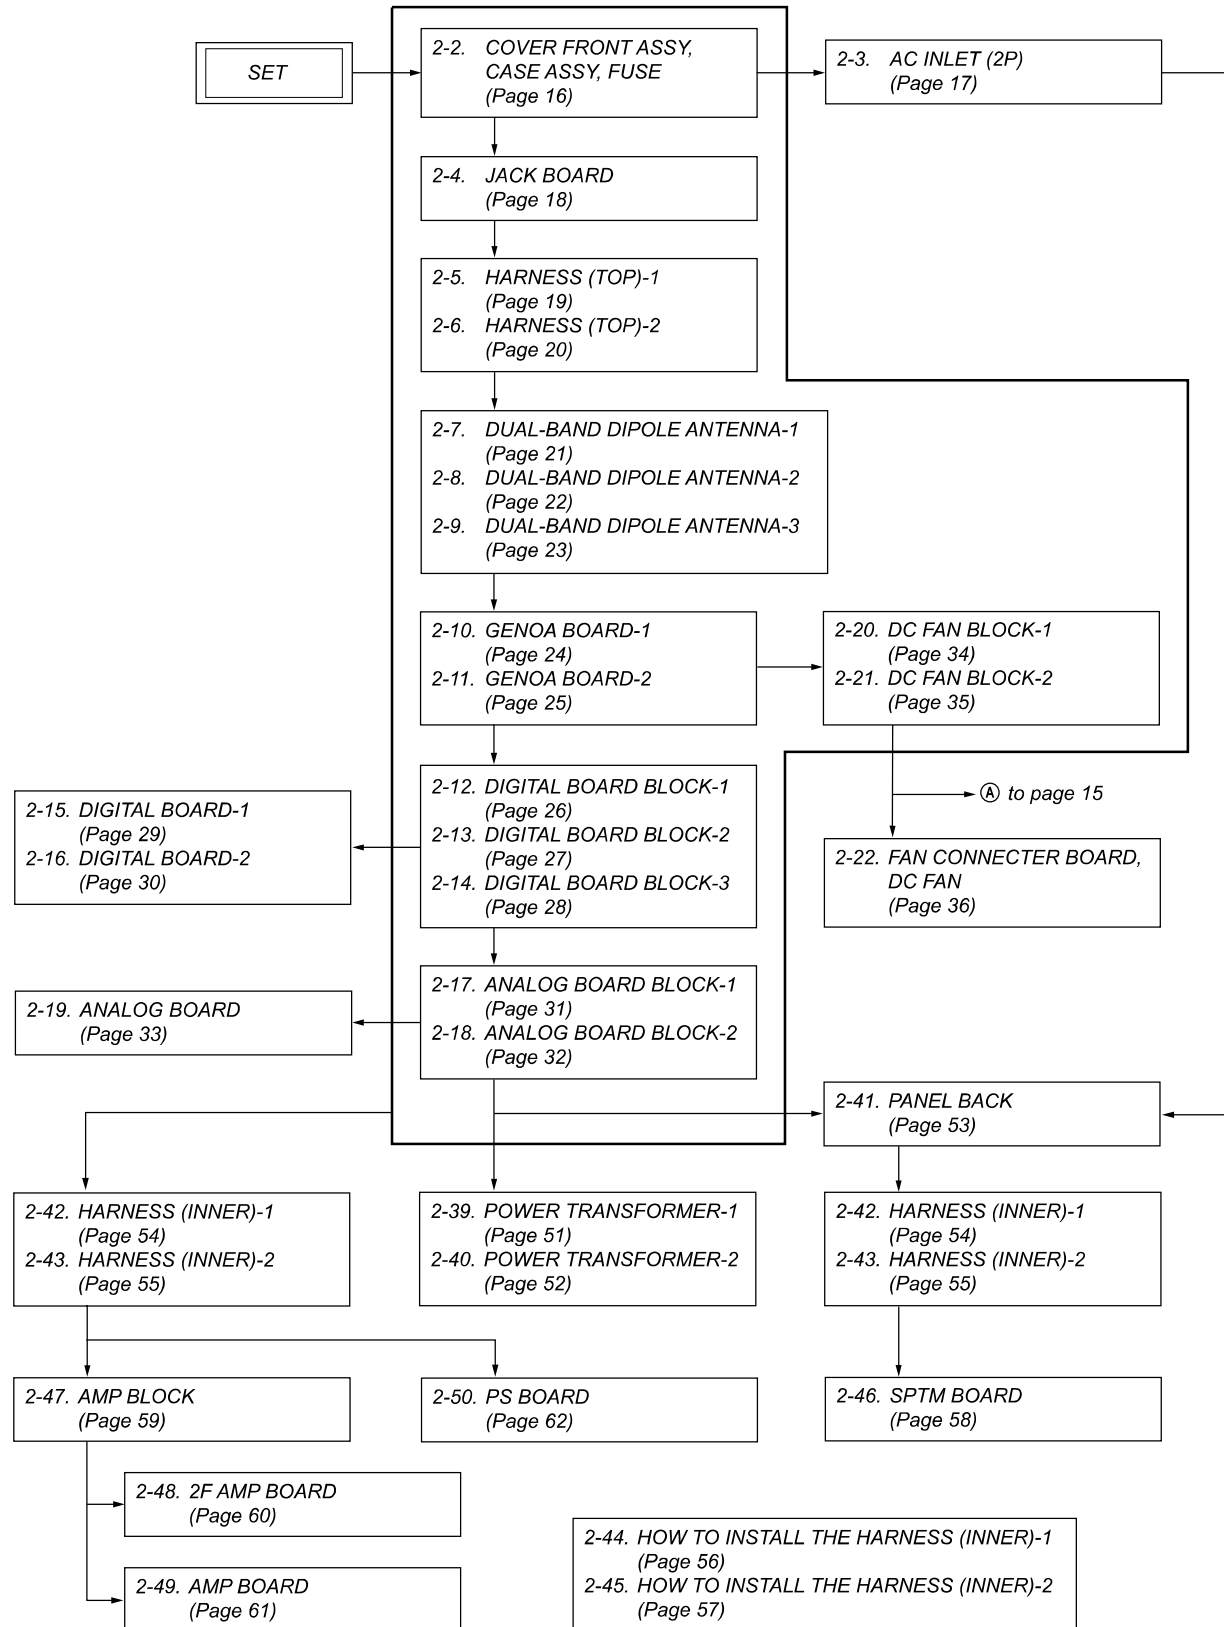 SET
2-2. COVER FRONT ASSY,
CASE ASSY, FUSE
(Page 16)
2-3. AC INLET (2P)
(Page 17)
2-4. JACK BOARD
(Page 18)
2-5. HARNESS (TOP)-1
(Page 19)
2-6. HARNESS (TOP)-2
(Page 20)
2-7. DUAL-BAND DIPOLE ANTENNA-1
(Page 21)
2-8. DUAL-BAND DIPOLE ANTENNA-2
(Page 22)
2-9. DUAL-BAND DIPOLE ANTENNA-3
(Page 23)
2-10. GENOA BOARD-1
(Page 24)
2-11. GENOA BOARD-2
(Page 25)
2-20. DC FAN BLOCK-1
(Page 34)
2-21. DC FAN BLOCK-2
(Page 35)
2-12. DIGITAL BOARD BLOCK-1
(Page 26)
2-13. DIGITAL BOARD BLOCK-2
(Page 27)
2-14. DIGITAL BOARD BLOCK-3
(Page 28)
2-15. DIGITAL BOARD-1
(Page 29)
2-16. DIGITAL BOARD-2
(Page 30)
Ⓐ to page 15
2-22. FAN CONNECTER BOARD,
DC FAN
(Page 36)
2-17. ANALOG BOARD BLOCK-1
(Page 31)
2-18. ANALOG BOARD BLOCK-2
(Page 32)
2-19. ANALOG BOARD
(Page 33)
2-41. PANEL BACK
(Page 53)
2-42. HARNESS (INNER)-1
(Page 54)
2-43. HARNESS (INNER)-2
(Page 55)
2-39. POWER TRANSFORMER-1
(Page 51)
2-40. POWER TRANSFORMER-2
(Page 52)
2-42. HARNESS (INNER)-1
(Page 54)
2-43. HARNESS (INNER)-2
(Page 55)
2-47. AMP BLOCK
(Page 59)
2-50. PS BOARD
(Page 62)
2-46. SPTM BOARD
(Page 58)
2-48. 2F AMP BOARD
(Page 60)
2-49. AMP BOARD
(Page 61)
2-44. HOW TO INSTALL THE HARNESS (INNER)-1
(Page 56)
2-45. HOW TO INSTALL THE HARNESS (INNER)-2
(Page 57)